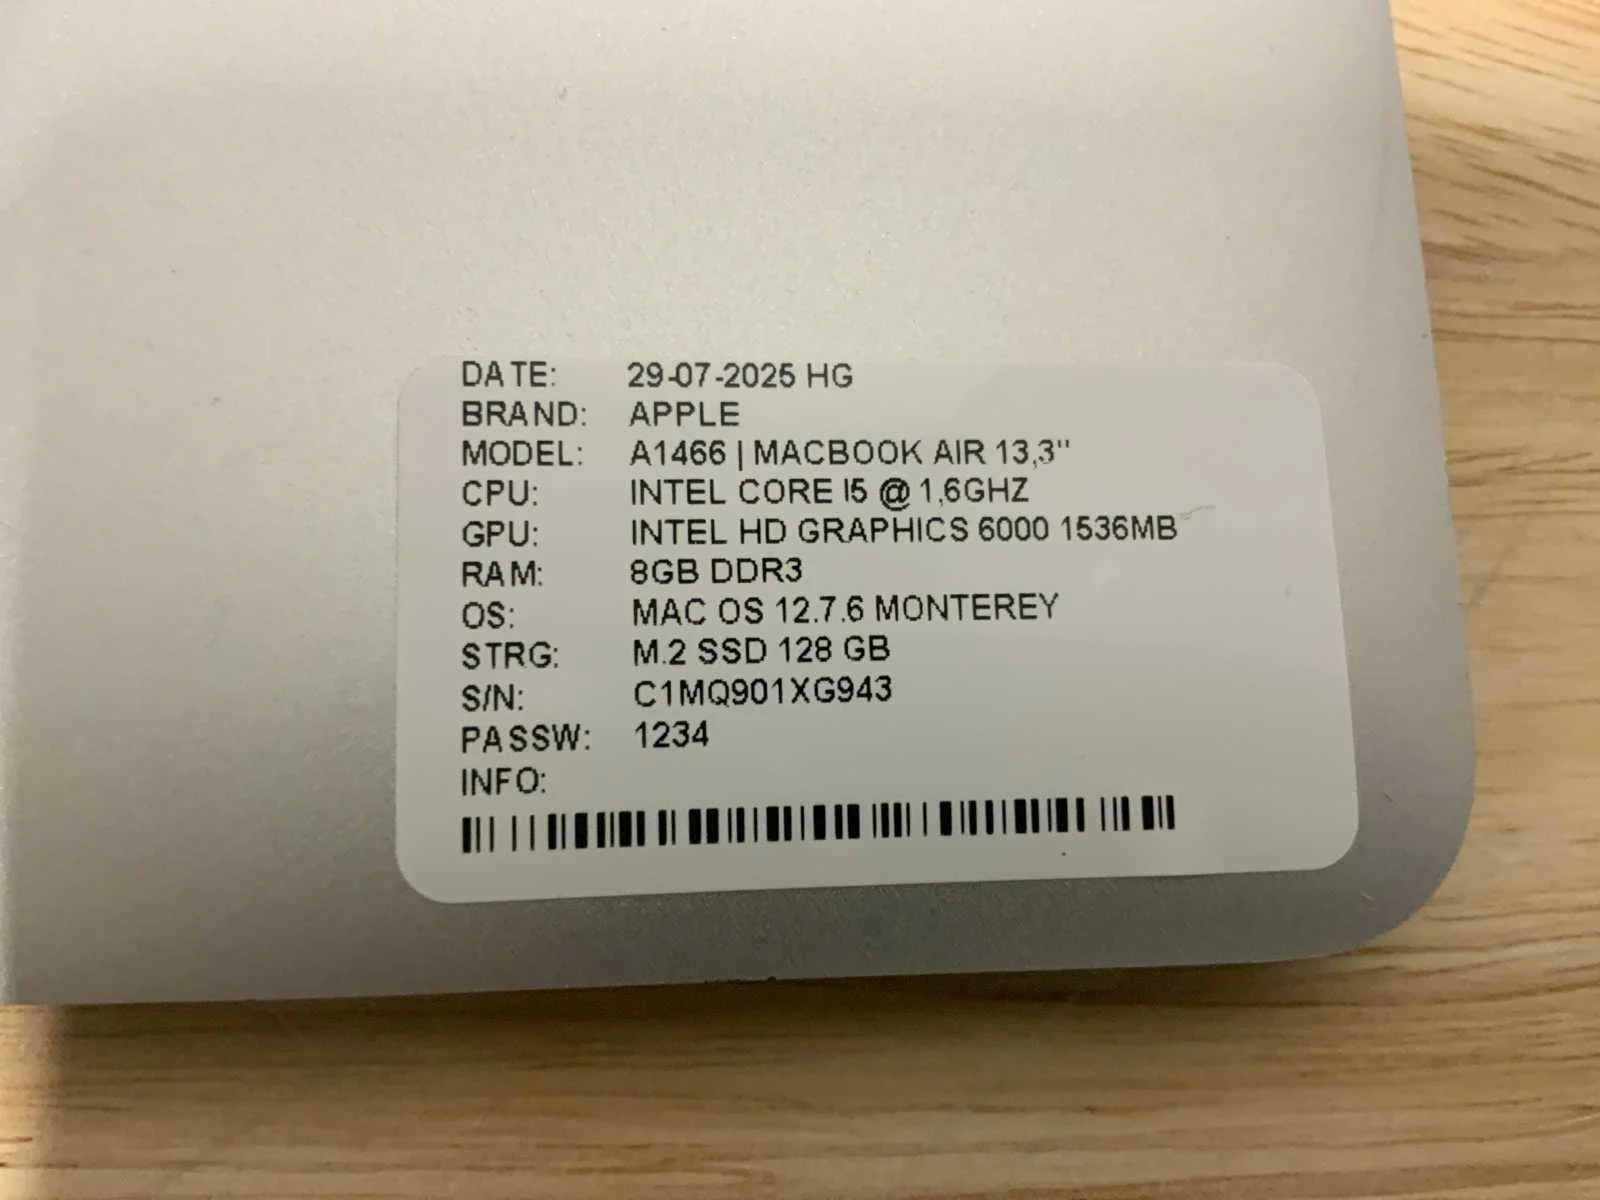 DATE: 29-07-2025 HG
BRAND: APPLE
MODEL: A1466 | MACBOOK AIR 13,3"
CPU: INTEL CORE I5 @ 1,6GHZ
GPU: INTEL HD GRAPHICS 6000 1536MB
RAM: 8GB DDR3
OS: MAC OS 12.7.6 MONTEREY
STRG: M.2 SSD 128 GB
S/N: C1MQ901XG943
PASSW: 1234
INFO: